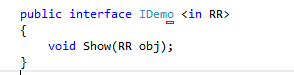 public interface IDemo <in RR>
{
    void Show(RR obj);
}